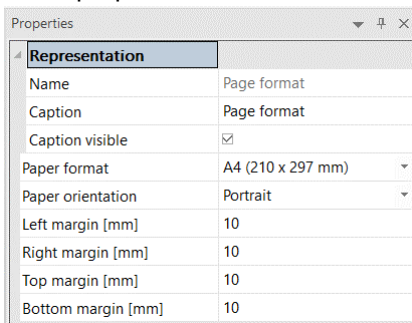 Properties
Representation
Name Page format
Caption Page format
Caption visible
Paper format A4 (210 x 297 mm)
Paper orientation Portrait
Left margin [mm] 10
Right margin [mm] 10
Top margin [mm] 10
Bottom margin [mm] 10